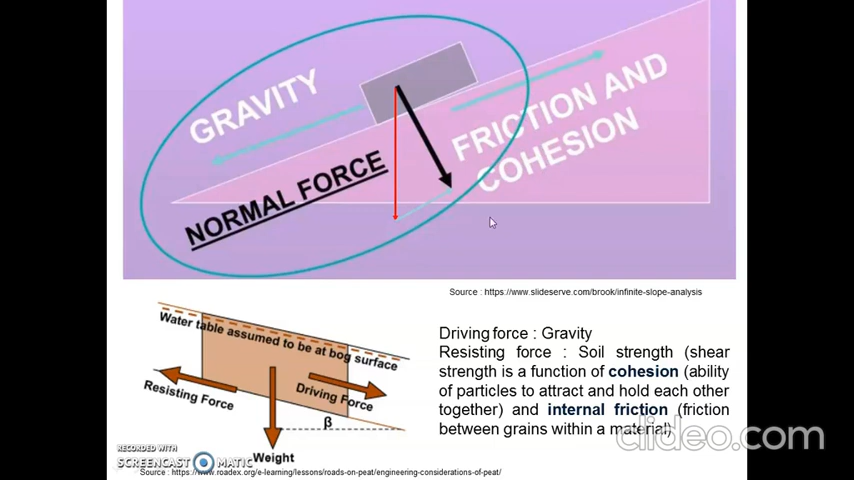 GRAVITY
FRICTION AND
COHESION
NORMAL FORCE
Source : https://www.slideserve.com/brook/infinite-slope-analysis
Water table assumed to be at bog surface
Resisting Force
Driving Force
β
Weight
Driving force : Gravity
Resisting force : Soil strength (shear
strength is a function of cohesion (ability
of particles to attract and hold each other
together) and internal friction (friction
between grains within a material)
clideo.com
RECORDED WITH
SCREENCAST MATIC
Source : https://www.roadex.org/e-learning/lessons/roads-on-peat/engineering-considerations-of-peat/